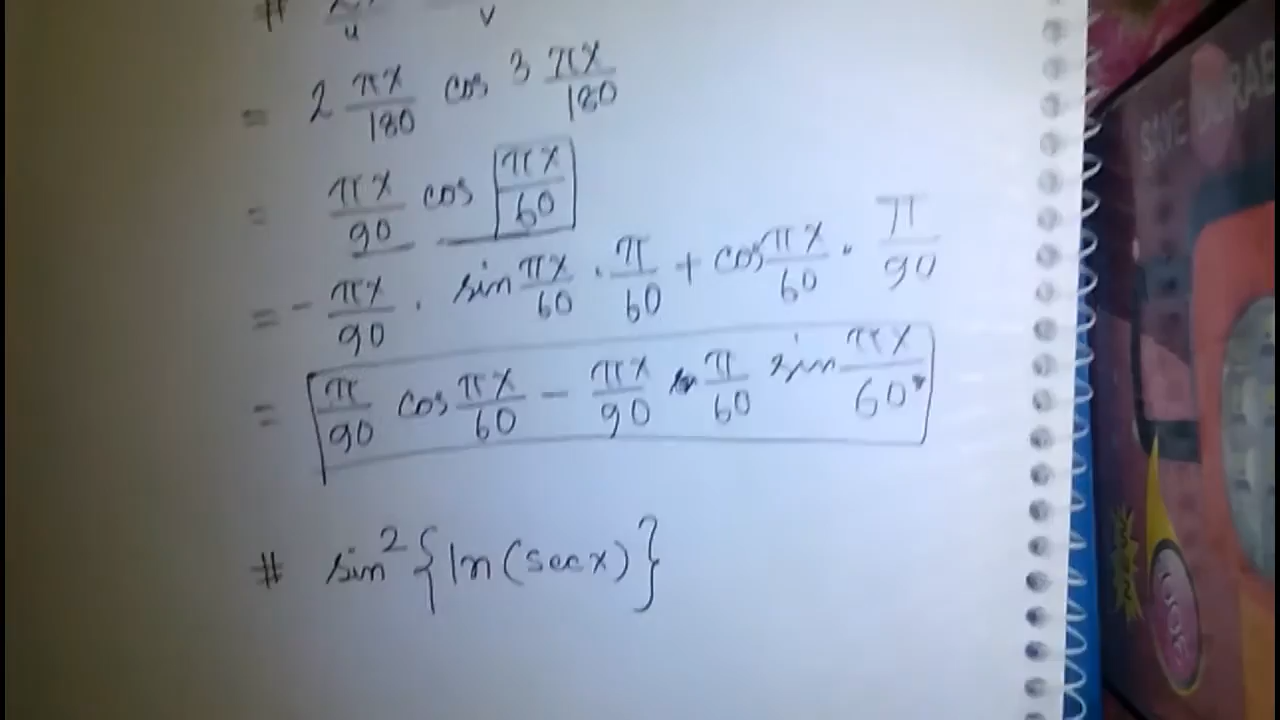 #
u v
= 2 πx/180 cos 3 πx/180
= πx/90 cos πx/60
= - πx/90 · sin πx/60 · π/60 + cos πx/60 · π/90
= π/90 cos πx/60 - πx/90 π/60 sin πx/60
# sin² {ln (sec x)}
SAVE